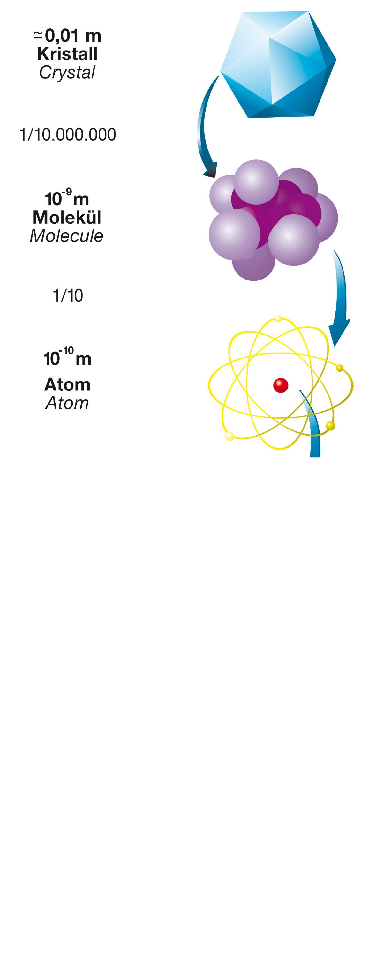 ≃0,01 m
Kristall
Crystal
1/10.000.000
10⁻⁹m
Molekül
Molecule
1/10
10⁻¹⁰m
Atom
Atom